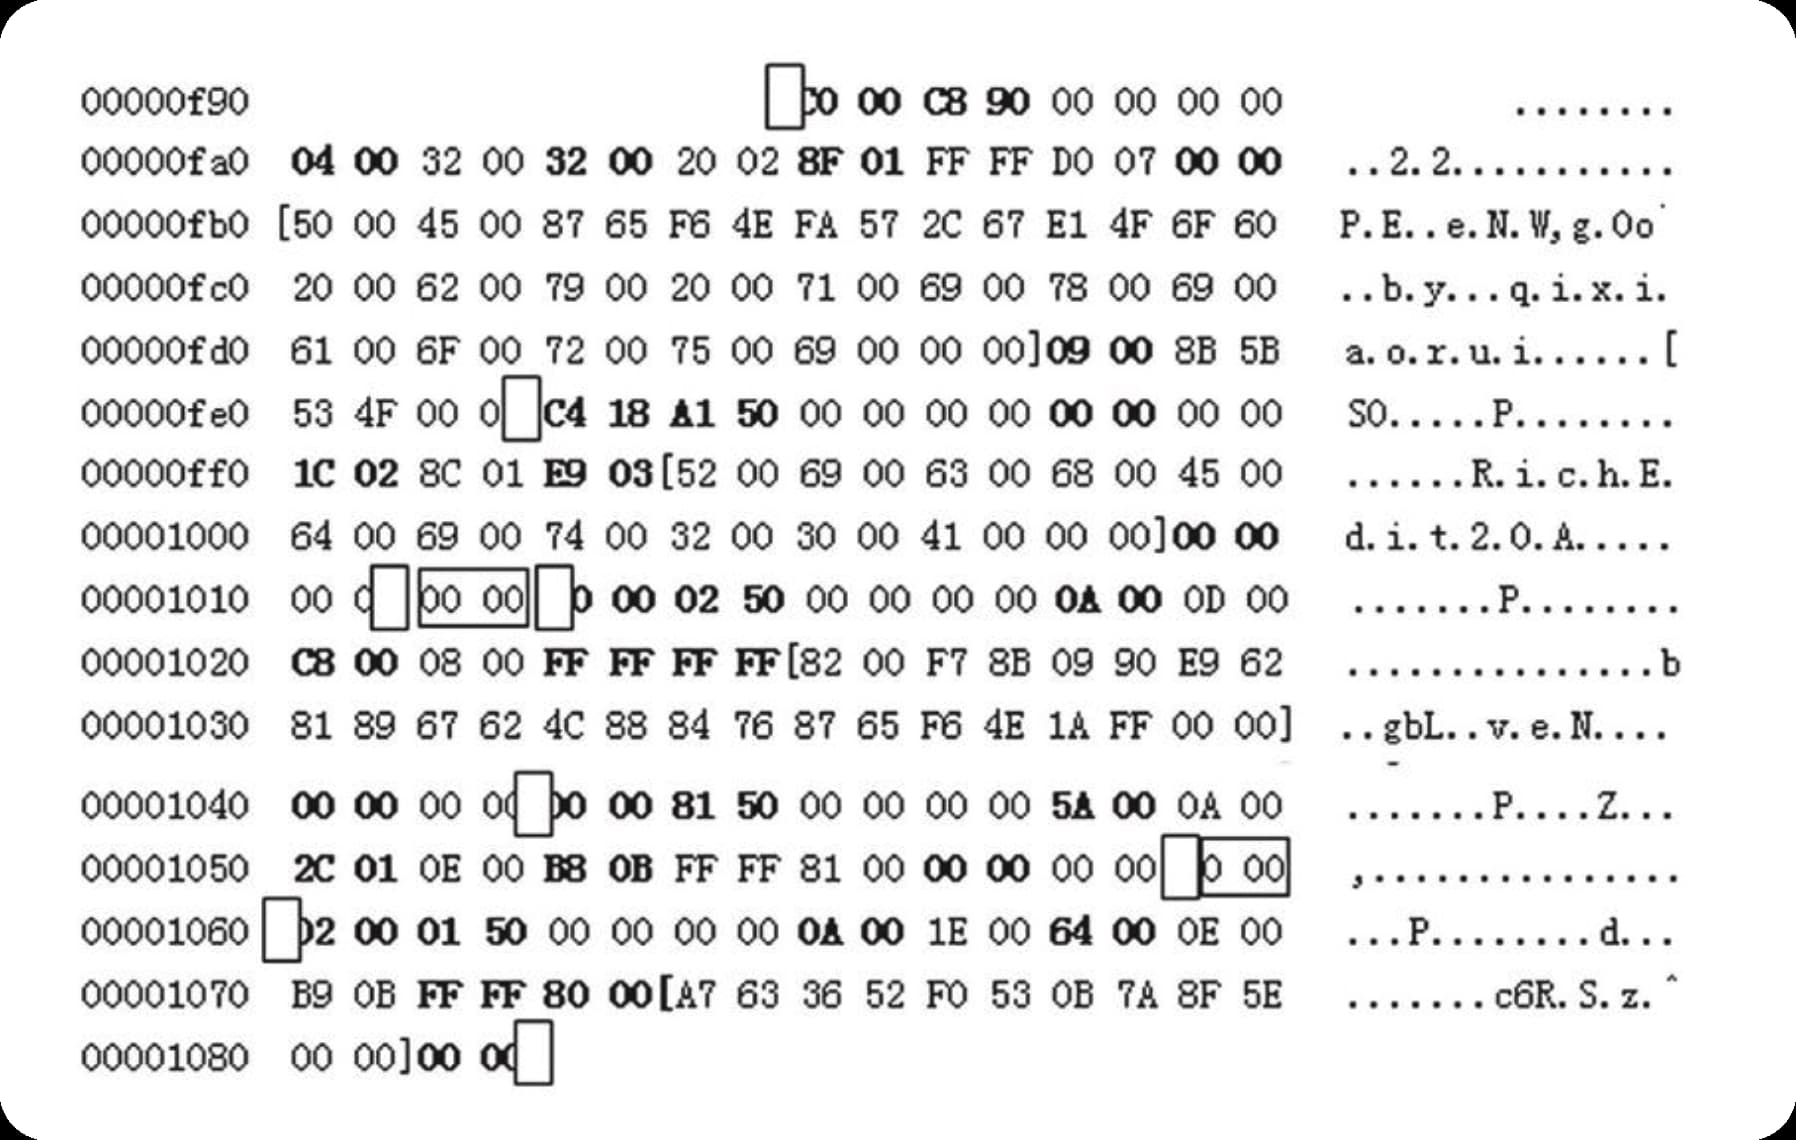 00000f90 C0 00 C8 90 00 00 00 00 ........
00000fa0 04 00 32 00 32 00 20 02 8F 01 FF FF D0 07 00 00 ..2.2...........
00000fb0 [50 00 45 00 87 65 F6 4E FA 57 2C 67 E1 4F 6F 60 P.E..e.N.W,g.Oo`
00000fc0 20 00 62 00 79 00 20 00 71 00 69 00 78 00 69 00 ..b.y...q.i.x.i.
00000fd0 61 00 6F 00 72 00 75 00 69 00 00 00]09 00 8B 5B a.o.r.u.i......[
00000fe0 53 4F 00 0 C4 18 A1 50 00 00 00 00 00 00 00 00 SO.....P........
00000ff0 1C 02 8C 01 E9 03[52 00 69 00 63 00 68 00 45 00 ......R.i.c.h.E.
00001000 64 00 69 00 74 00 32 00 30 00 41 00 00 00]00 00 d.i.t.2.0.A.....
00001010 00 0 00 00 0 00 02 50 00 00 00 00 0A 00 0D 00 .......P........
00001020 C8 00 08 00 FF FF FF FF[82 00 F7 8B 09 90 E9 62 ...............b
00001030 81 89 67 62 4C 88 84 76 87 65 F6 4E 1A FF 00 00] ..gbL..v.e.N....
00001040 00 00 00 00 00 00 81 50 00 00 00 00 5A 00 0A 00 .......P....Z...
00001050 2C 01 0E 00 B8 0B FF FF 81 00 00 00 00 00 0 00 ,...............
00001060 02 00 01 50 00 00 00 00 0A 00 1E 00 64 00 0E 00 ...P........d...
00001070 B9 0B FF FF 80 00[A7 63 36 52 F0 53 0B 7A 8F 5E .......c6R.S.z.^
00001080 00 00]00 00